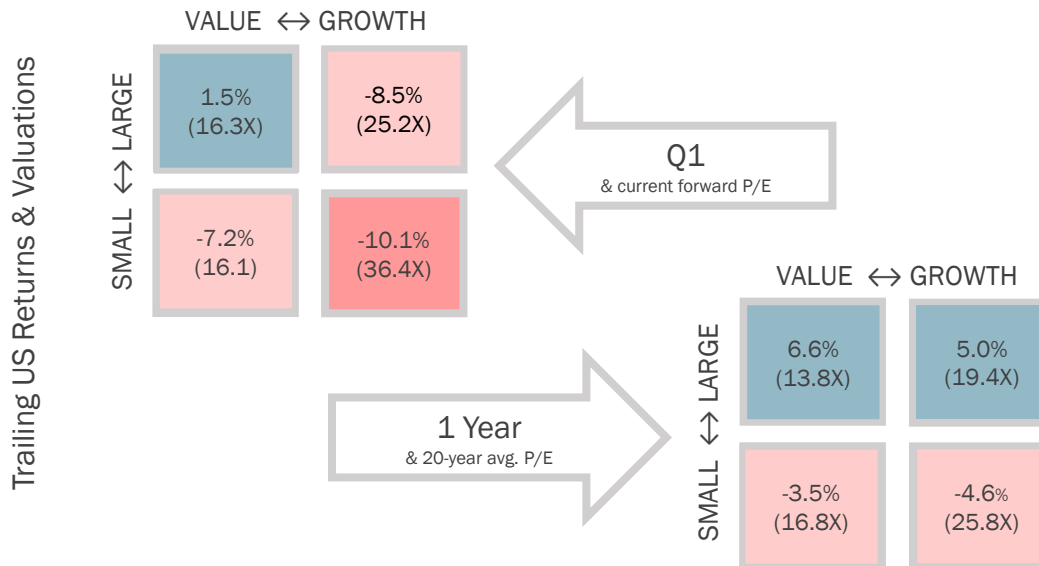 Trailing US Returns & Valuations
VALUE ↔ GROWTH
SMALL ↔ LARGE
1.5%
(16.3X)
-8.5%
(25.2X)
-7.2%
(16.1)
-10.1%
(36.4X)
Q1
& current forward P/E
VALUE ↔ GROWTH
SMALL ↔ LARGE
6.6%
(13.8X)
5.0%
(19.4X)
-3.5%
(16.8X)
-4.6%
(25.8X)
1 Year
& 20-year avg. P/E